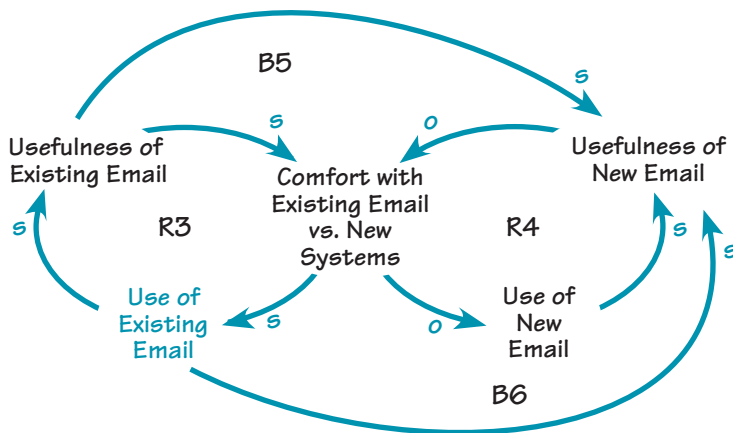 B5
s
s
o
Usefulness of
Existing Email
Usefulness of
New Email
Comfort with
Existing Email
vs. New
Systems
R3
R4
s
s
s
Use of
Existing
Email
s
o
Use of
New
Email
B6